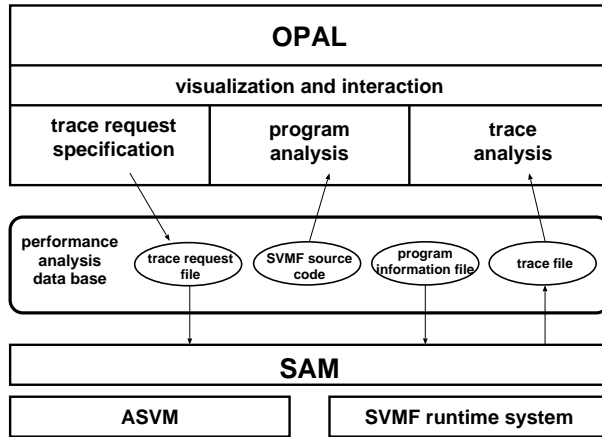 OPAL
visualization and interaction
trace request
specification
program
analysis
trace
analysis
performance
analysis
data base
trace request
file
SVMF source
code
program
information file
trace file
SAM
ASVM
SVMF runtime system